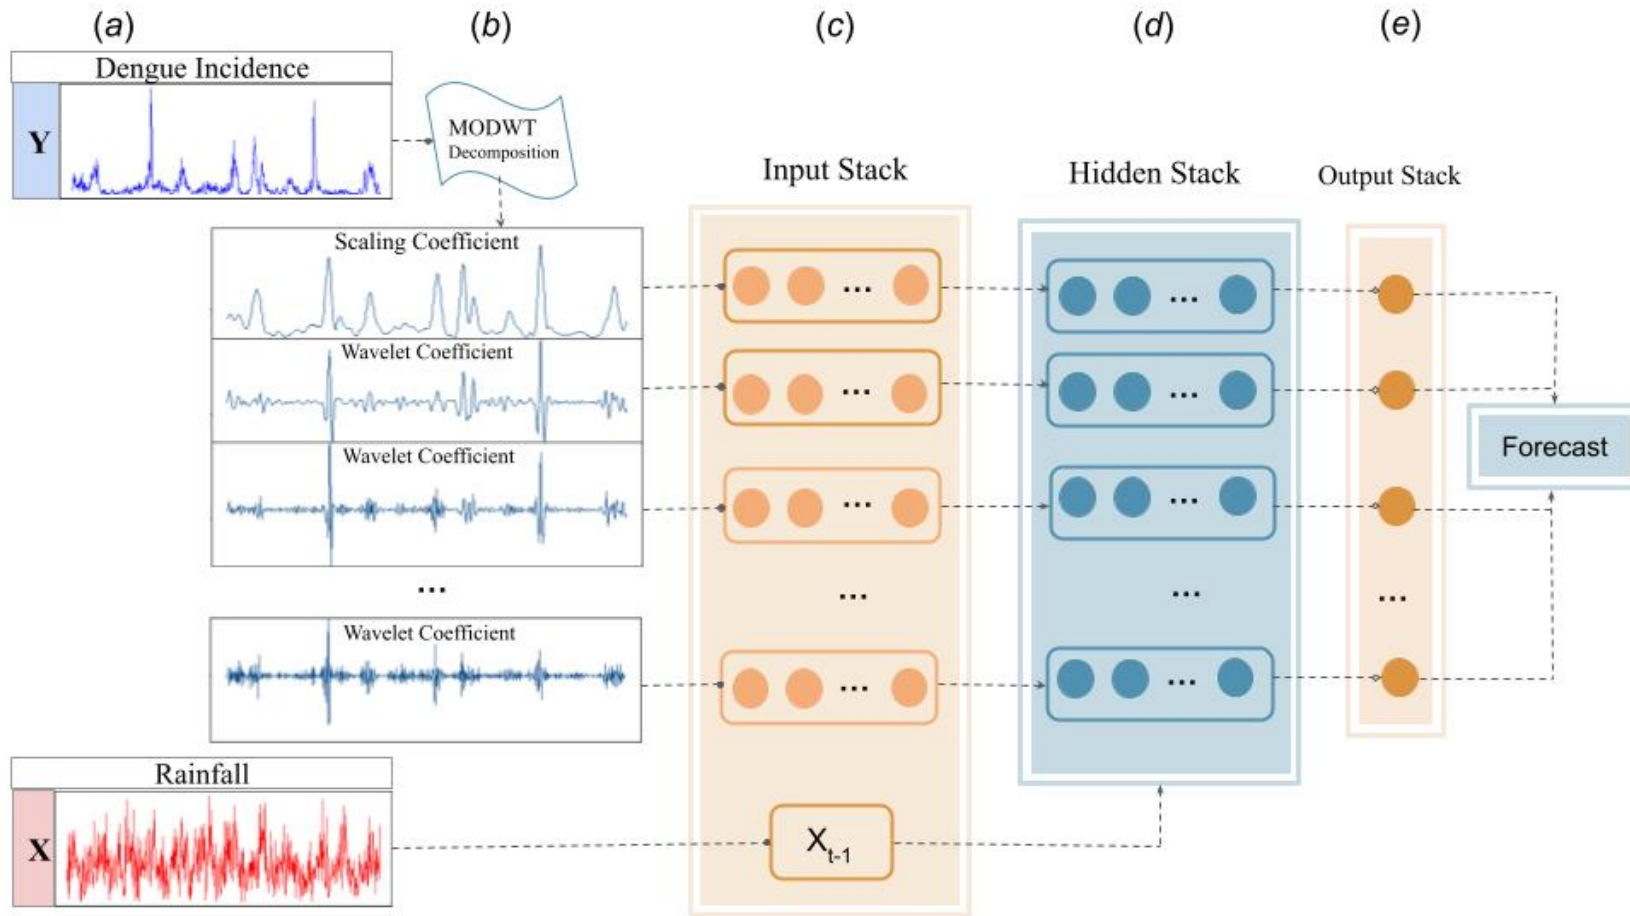 (a)
(b)
(c)
(d)
(e)
Dengue Incidence
Y
MODWT
Decomposition
Input Stack
Hidden Stack
Output Stack
Scaling Coefficient
...
...
Wavelet Coefficient
...
...
Forecast
Wavelet Coefficient
...
...
...
...
...
...
Wavelet Coefficient
...
...
Rainfall
X
X_{t-1}